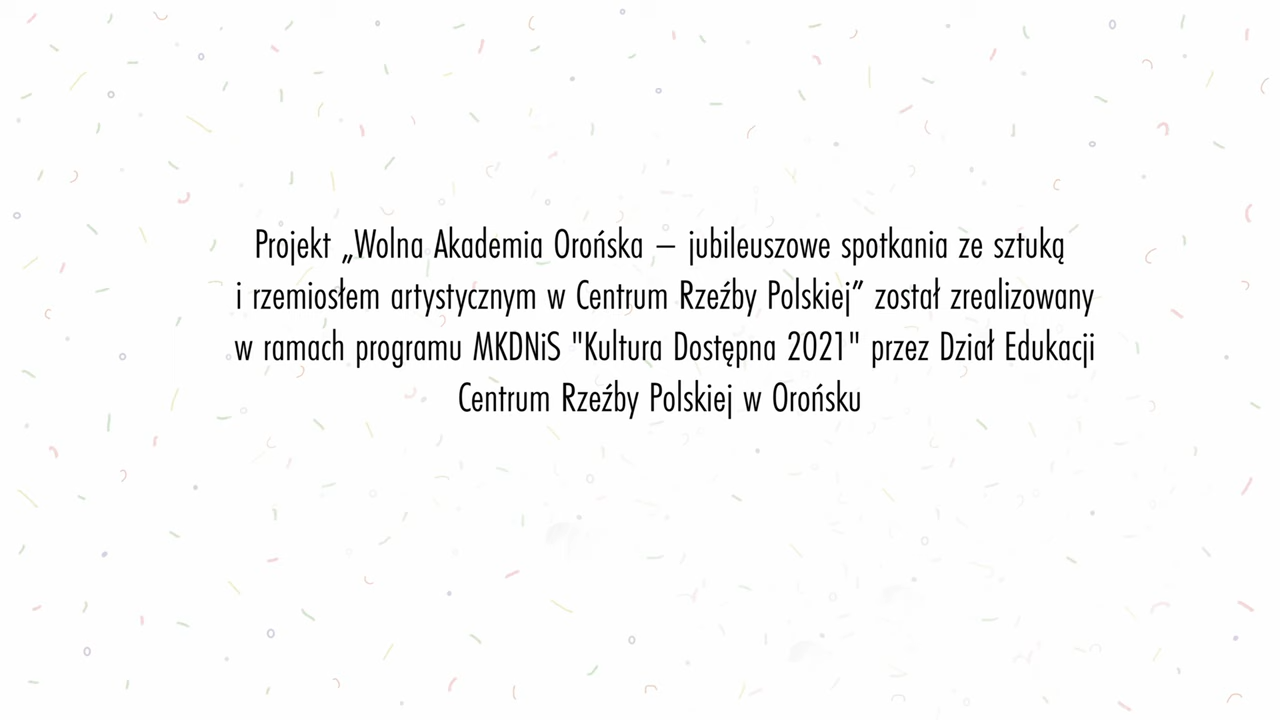 Projekt „Wolna Akademia Orońska – jubileuszowe spotkania ze sztuką
i rzemiosłem artystycznym w Centrum Rzeźby Polskiej” został zrealizowany
w ramach programu MKDNiS "Kultura Dostępna 2021" przez Dział Edukacji
Centrum Rzeźby Polskiej w Orońsku